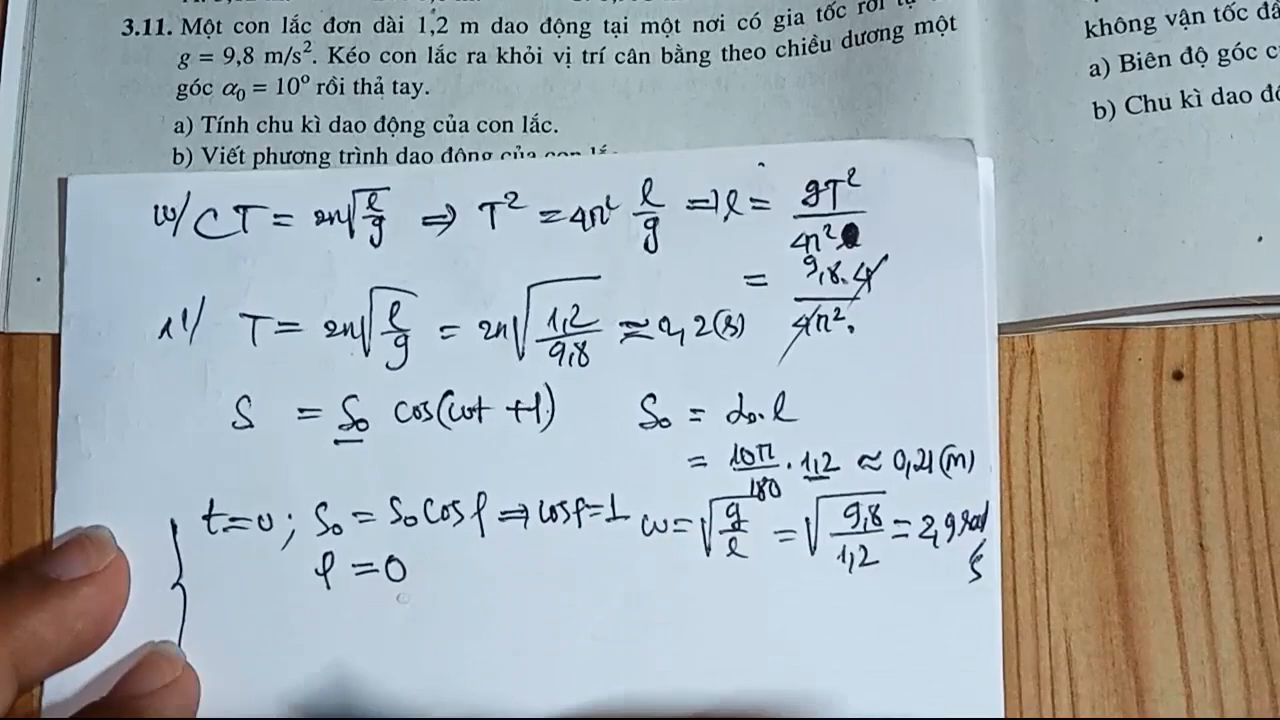 3.11. Một con lắc đơn dài 1,2 m dao động tại một nơi có gia tốc rơi tự
g = 9,8 m/s². Kéo con lắc ra khỏi vị trí cân bằng theo chiều dương một
góc α₀ = 10° rồi thả tay.
a) Tính chu kì dao động của con lắc.
b) Viết phương trình dao động của con lắc
không vận tốc đầ
a) Biên độ góc c
b) Chu kì dao độ
10/ CT = 2π√(l/g) ⇒ T² = 4π² l/g ⇒ l = gT²/4π²
= 9,8.4/4π².
11/ T = 2π√(l/g) = 2π√(1,2/9,8) ≈ 2,2(s)
S = S₀ cos(ωt + φ) S₀ = α₀.l
= 10π/180 . 1,2 ≈ 0,21(m)
t=0; S₀ = S₀ cosφ ⇒ cosφ=1 ω = √(g/l) = √(9,8/1,2) = 2,9 rad/s
φ = 0